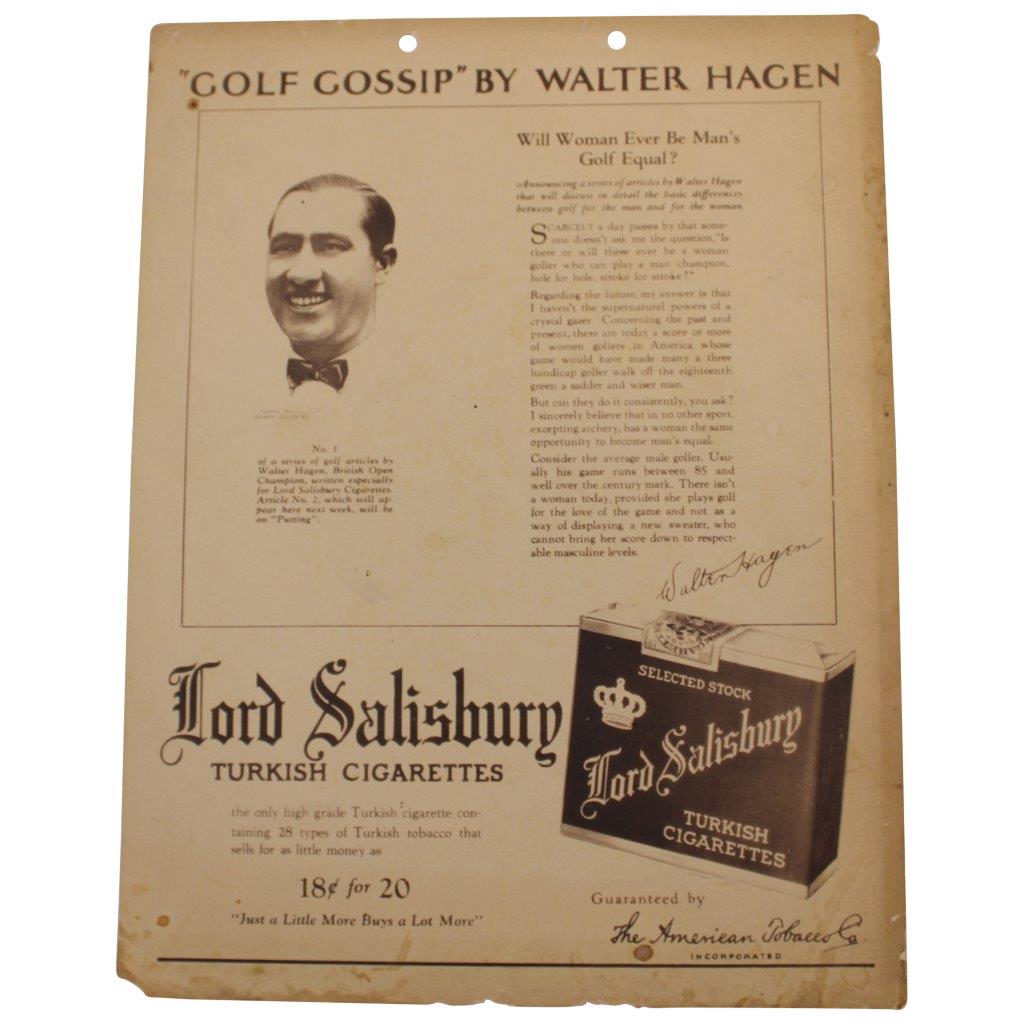 "GOLF GOSSIP" BY WALTER HAGEN
Will Woman Ever Be Man's
Golf Equal?
Announcing a series of articles by Walter Hagen
that will discuss in detail the basic differences
between golf for the man and for the woman
SCARCELY a day passes by that some-
one doesn't ask me the question, "Is
there or will there ever be a woman
golfer who can play a man champion,
hole for hole, stroke for stroke?"
Regarding the future, my answer is that
I haven't the supernatural powers of a
crystal gazer. Concerning the past and
present, there are today a score or more
of women golfers in America whose
game would have made many a three
handicap golfer walk off the eighteenth
green a sadder and wiser man.
But can they do it consistently, you ask?
I sincerely believe that in no other sport,
excepting archery, has a woman the same
opportunity to become man's equal.
Consider the average male golfer. Usu-
ally his game runs between 85 and
well over the century mark. There isn't
a woman today, provided she plays golf
for the love of the game and not as a
way of displaying a new sweater, who
cannot bring her score down to respect-
able masculine levels.
Walter Hagen
No. 1
of a series of golf articles by
Walter Hagen, British Open
Champion, written especially
for Lord Salisbury Cigarettes.
Article No. 2, which will ap-
pear here next week, will be
on "Putting".
Lord Salisbury
TURKISH CIGARETTES
the only high grade Turkish cigarette con-
taining 28 types of Turkish tobacco that
sells for as little money as
18¢ for 20
"Just a Little More Buys a Lot More"
SELECTED STOCK
Lord Salisbury
TURKISH
CIGARETTES
Guaranteed by
The American Tobacco Co.
INCORPORATED